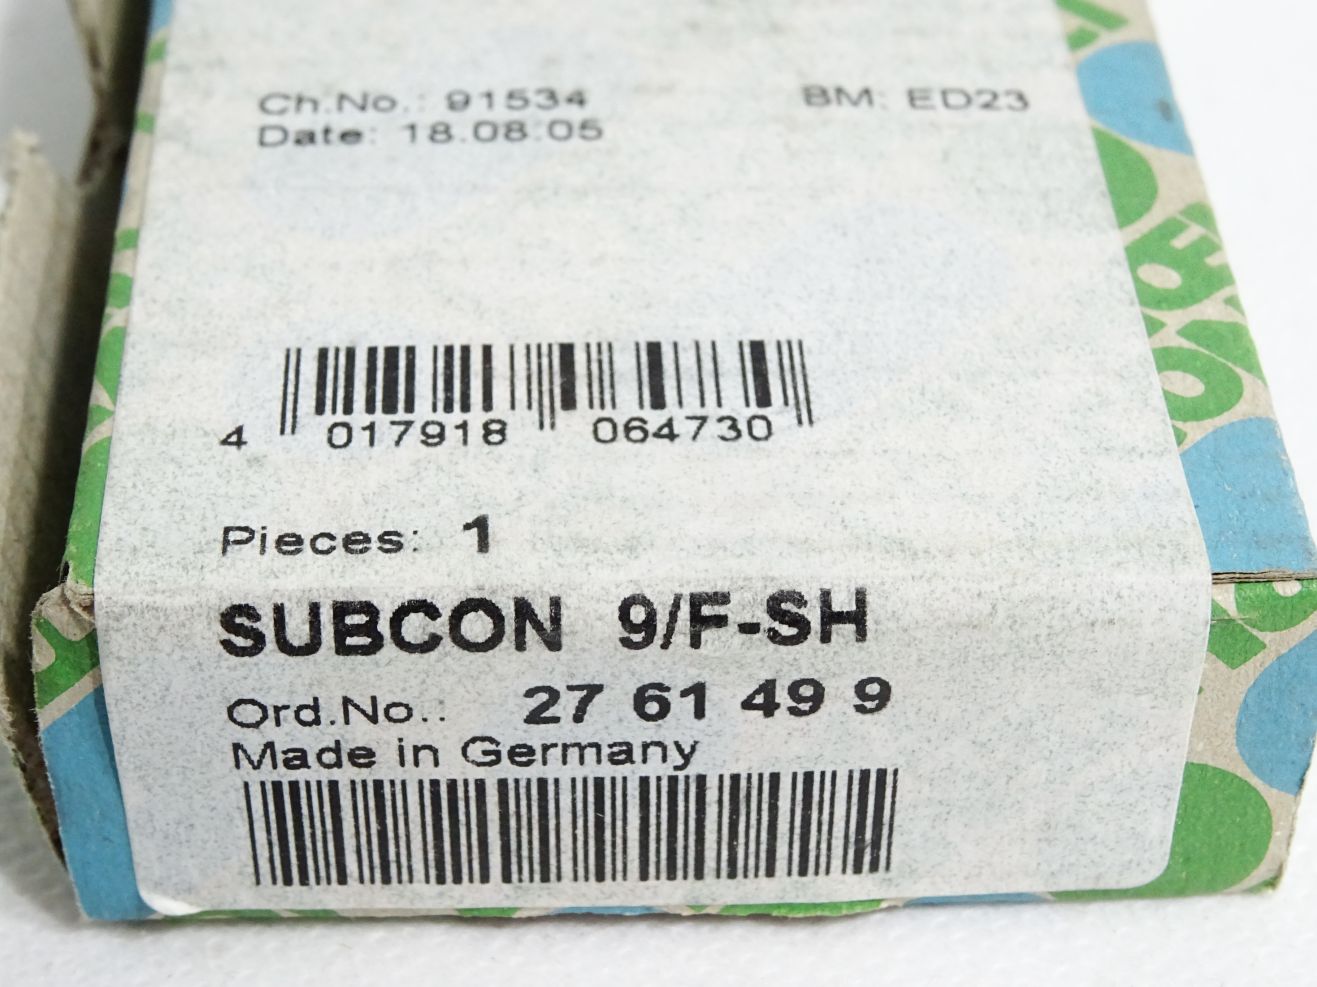 Ch.No.: 91534 BM: ED23
Date: 18.08.05
4 017918 064730
Pieces: 1
SUBCON 9/F-SH
Ord.No.: 27 61 49 9
Made in Germany